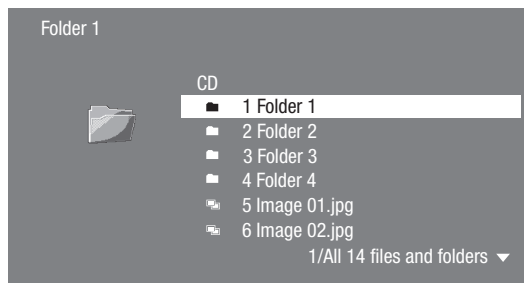 Folder 1
CD
1 Folder 1
2 Folder 2
3 Folder 3
4 Folder 4
5 Image 01.jpg
6 Image 02.jpg
1/All 14 files and folders